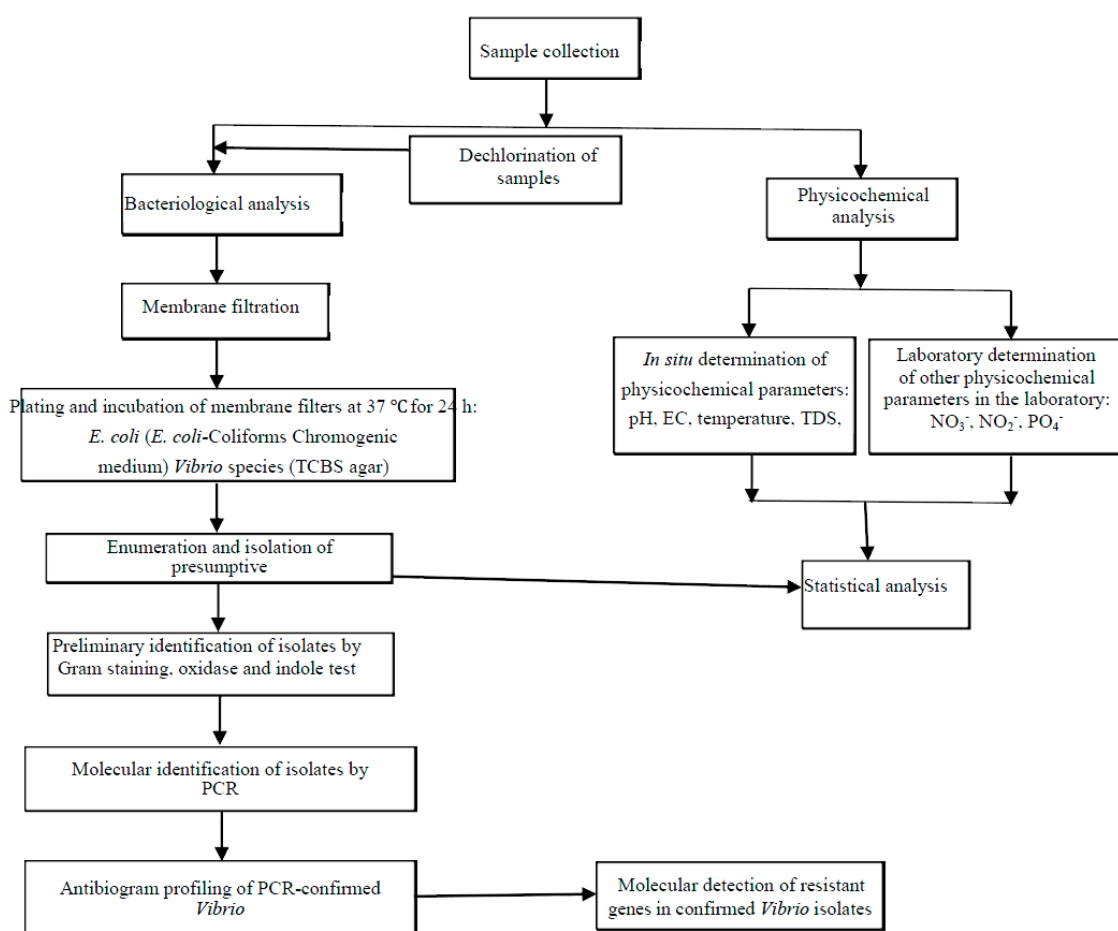 Sample collection
Dechlorination of
samples
Bacteriological analysis
Physicochemical
analysis
Membrane filtration
In situ determination of
physicochemical parameters:
pH, EC, temperature, TDS,
Laboratory determination
of other physicochemical
parameters in the laboratory:
NO₃⁻, NO₂⁻, PO₄⁻
Plating and incubation of membrane filters at 37 ℃ for 24 h:
E. coli (E. coli-Coliforms Chromogenic
medium) Vibrio species (TCBS agar)
Enumeration and isolation of
presumptive
Statistical analysis
Preliminary identification of isolates by
Gram staining, oxidase and indole test
Molecular identification of isolates by
PCR
Antibiogram profiling of PCR-confirmed
Vibrio
Molecular detection of resistant
genes in confirmed Vibrio isolates